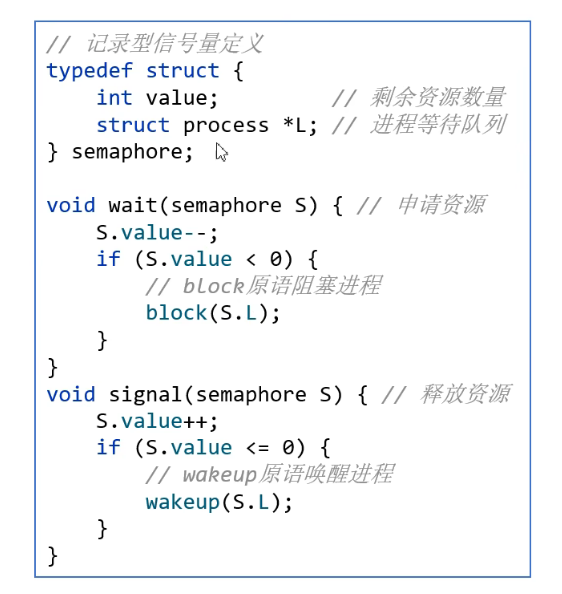 // 记录型信号量定义
typedef struct {
    int value;         // 剩余资源数量
    struct process *L; // 进程等待队列
} semaphore;

void wait(semaphore S) { // 申请资源
    S.value--;
    if (S.value < 0) {
        // block原语阻塞进程
        block(S.L);
    }
}
void signal(semaphore S) { // 释放资源
    S.value++;
    if (S.value <= 0) {
        // wakeup原语唤醒进程
        wakeup(S.L);
    }
}